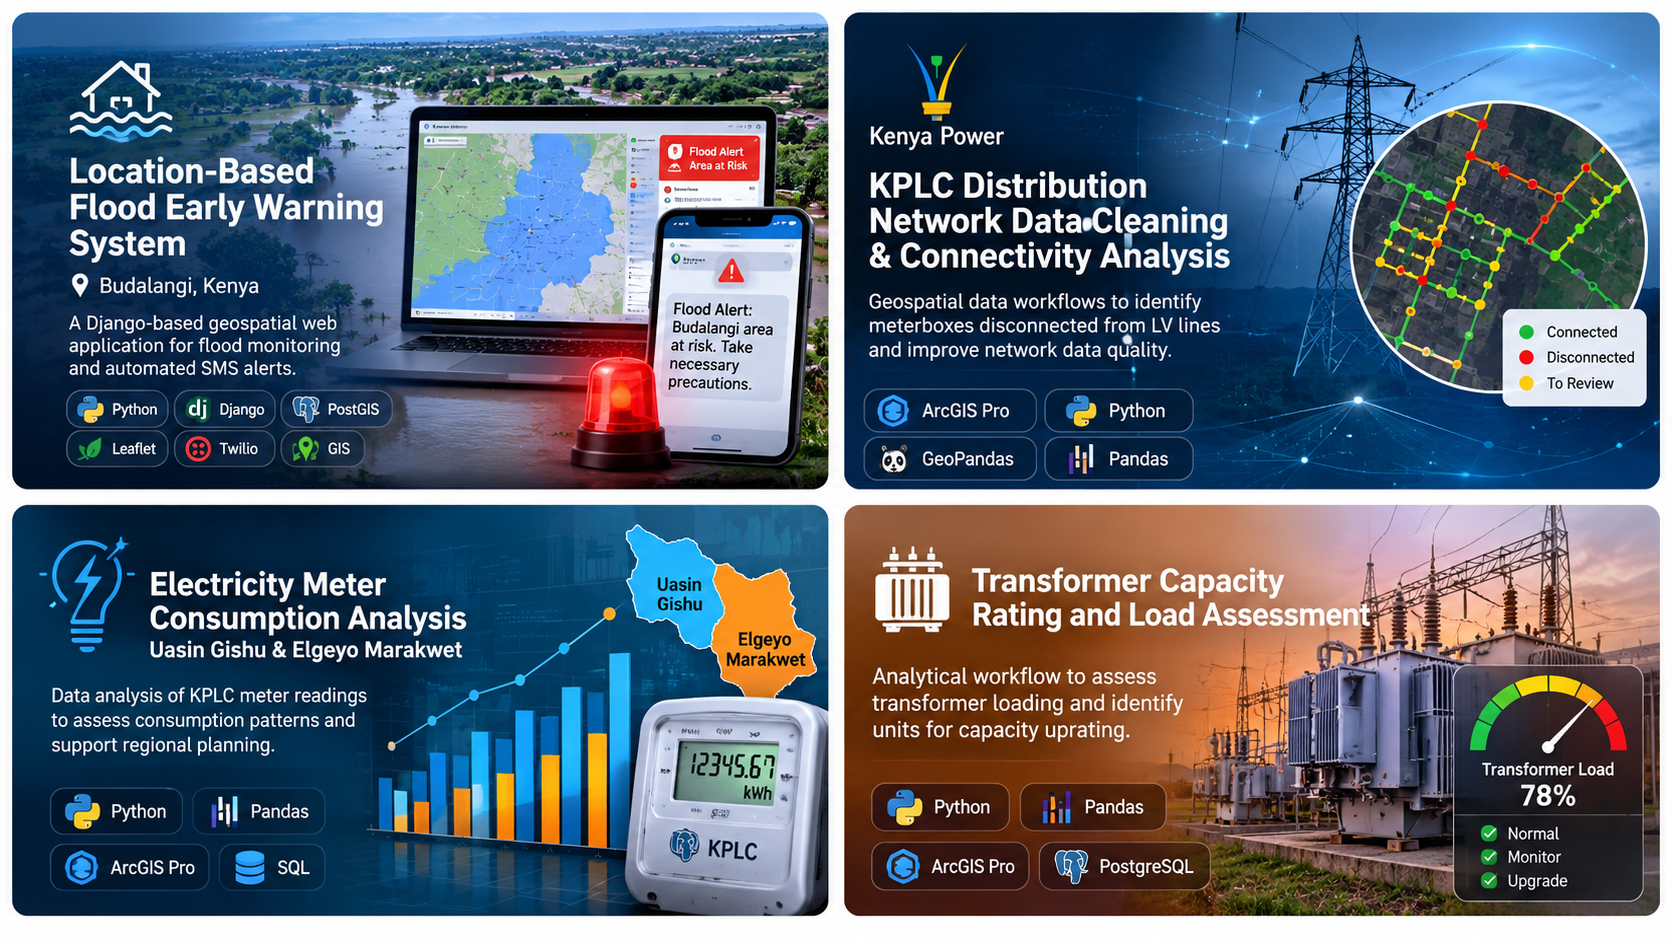 Location-Based
Flood Early Warning
System
Budalangi, Kenya
A Django-based geospatial web
application for flood monitoring
and automated SMS alerts.
Python
dj Django
PostGIS
Leaflet
Twilio
GIS
Flood Alert
Area at Risk
Flood Alert:
Budalangi area
at risk. Take
necessary
precautions.
Kenya Power
KPLC Distribution
Network Data Cleaning
& Connectivity Analysis
Geospatial data workflows to identify
meterboxes disconnected from LV lines
and improve network data quality.
ArcGIS Pro
Python
GeoPandas
Pandas
Connected
Disconnected
To Review
Electricity Meter
Consumption Analysis
Uasin Gishu & Elgeyo Marakwet
Data analysis of KPLC meter readings
to assess consumption patterns and
support regional planning.
Python
Pandas
ArcGIS Pro
SQL
Uasin
Gishu
Elgeyo
Marakwet
12345.67
kWh
KPLC
Transformer Capacity
Rating and Load Assessment
Analytical workflow to assess
transformer loading and identify
units for capacity uprating.
Python
Pandas
ArcGIS Pro
PostgreSQL
Transformer Load
78%
Normal
Monitor
Upgrade